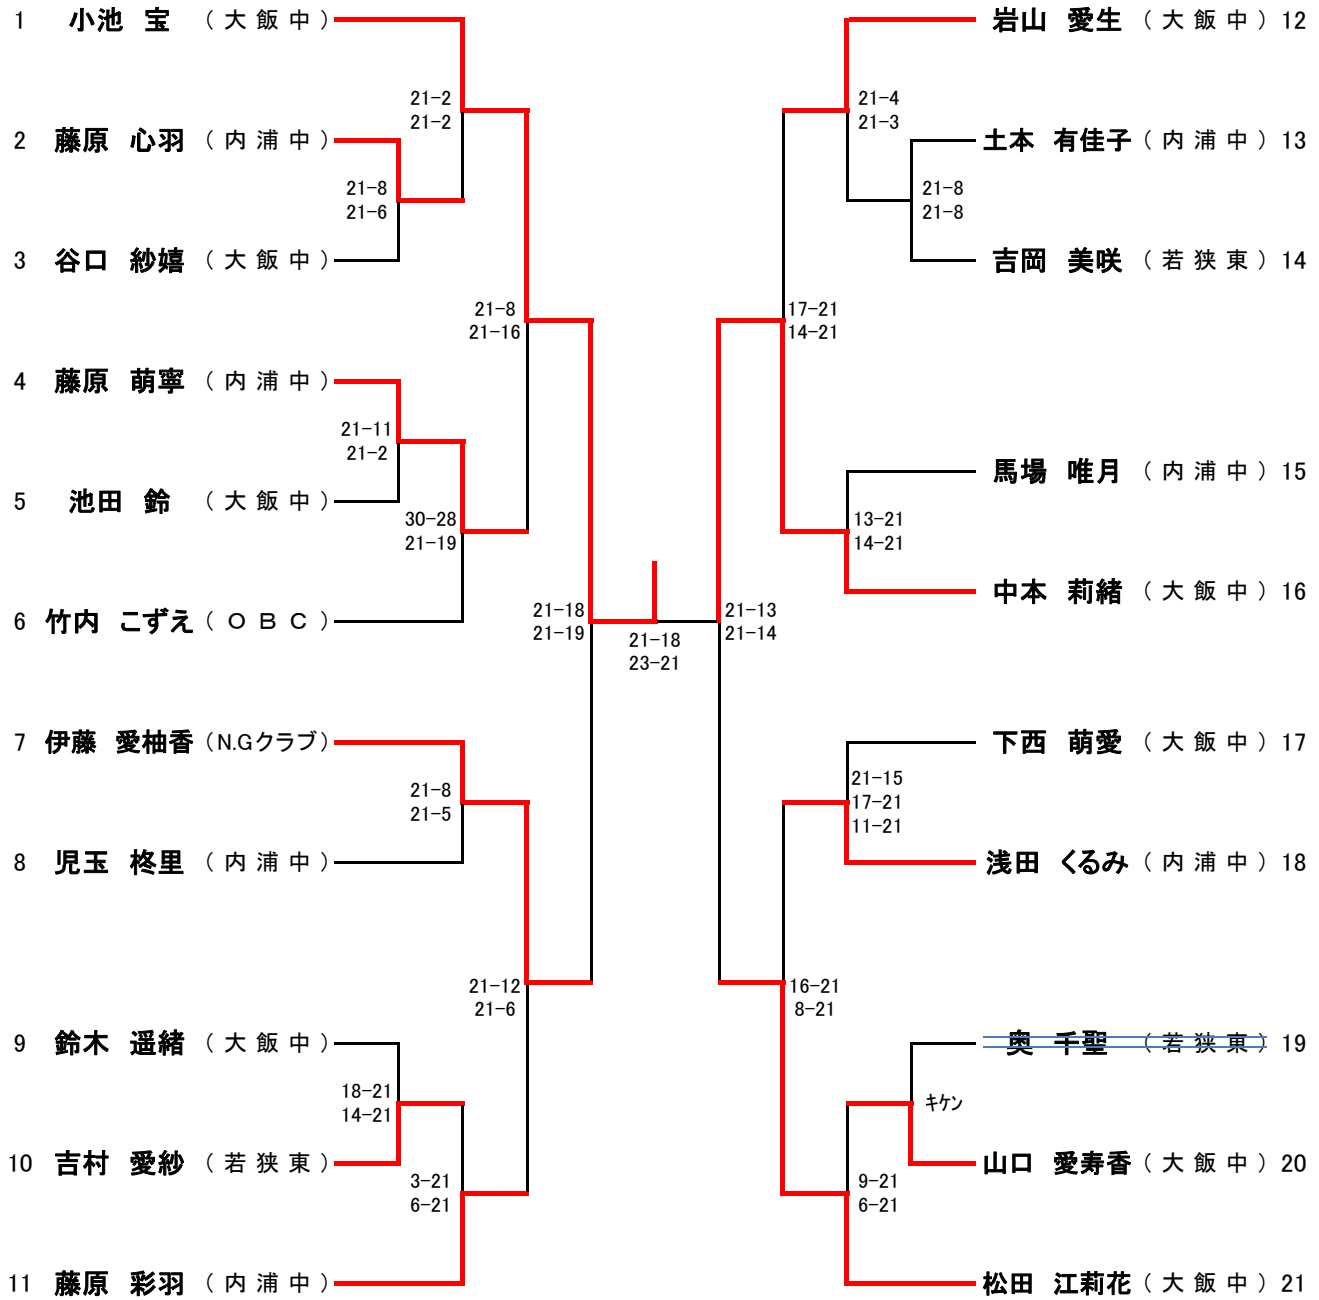 1 小池 宝 （大飯中）
21-2
21-2
2 藤原 心羽 （内浦中）
21-8
21-6
3 谷口 紗嬉 （大飯中）
21-8
21-16
4 藤原 萌寧 （内浦中）
21-11
21-2
5 池田 鈴 （大飯中）
30-28
21-19
6 竹内 こずえ （ＯＢＣ）
21-18
21-19
21-18
23-21
7 伊藤 愛柚香 （N.Gクラブ）
21-8
21-5
8 児玉 柊里 （内浦中）
21-12
21-6
9 鈴木 遥緒 （大飯中）
18-21
14-21
10 吉村 愛紗 （若狭東）
3-21
6-21
11 藤原 彩羽 （内浦中）
岩山 愛生 （大飯中） 12
21-4
21-3
土本 有佳子 （内浦中） 13
21-8
21-8
吉岡 美咲 （若狭東） 14
17-21
14-21
馬場 唯月 （内浦中） 15
13-21
14-21
中本 莉緒 （大飯中） 16
21-13
21-14
下西 萌愛 （大飯中） 17
21-15
17-21
11-21
浅田 くるみ （内浦中） 18
16-21
8-21
奥 千聖 （若狭東） 19
キケン
山口 愛寿香 （大飯中） 20
9-21
6-21
松田 江莉花 （大飯中） 21